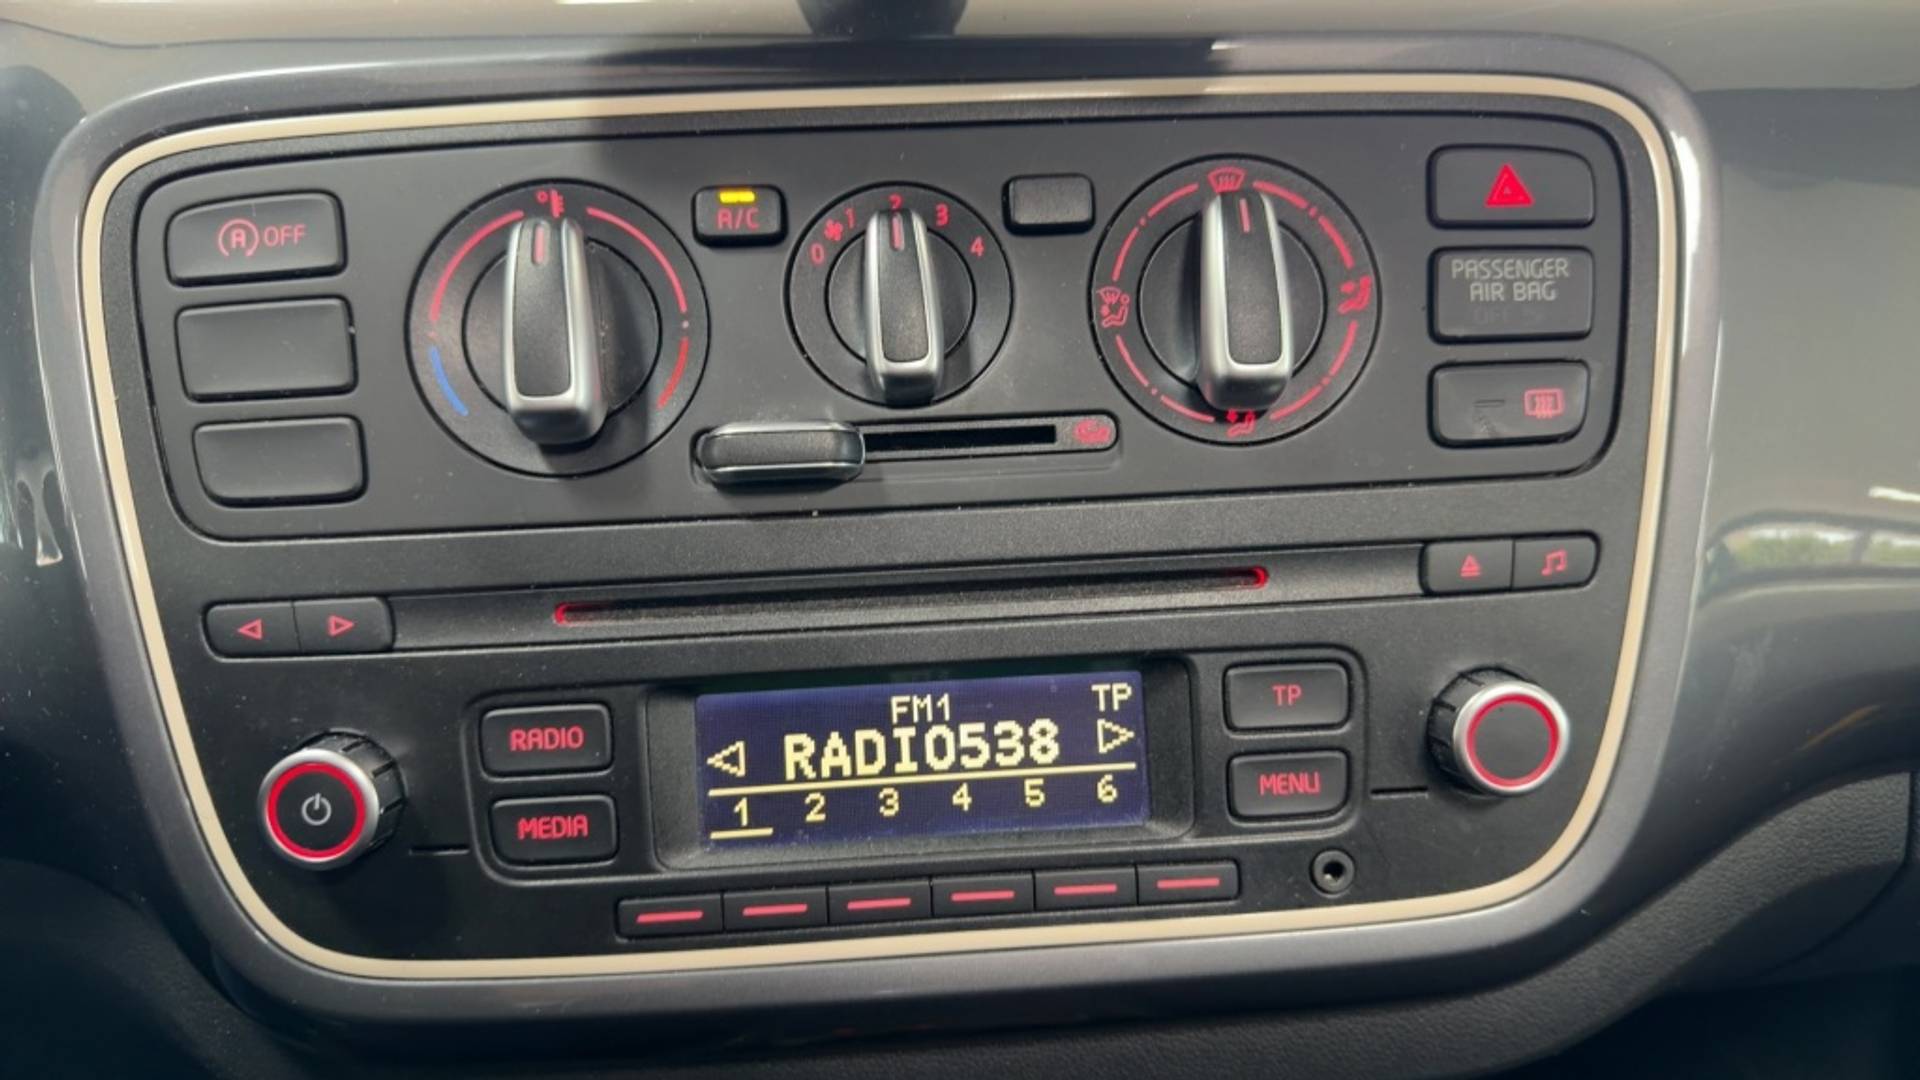 A OFF
A/C
0 1 2 3 4
PASSENGER
AIR BAG
OFF
RADIO
MEDIA
FM1
TP
RADIO538
1 2 3 4 5 6
TP
MENU